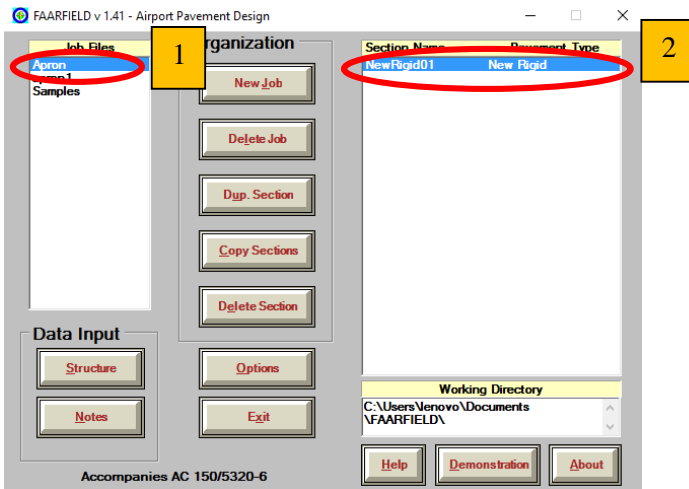 FAARFIELD v 1.41 - Airport Pavement Design
Job Files
Apron
apron1
Samples
1
rganization
New Job
Delete Job
Dup. Section
Copy Sections
Delete Section
Section Name Pavement Type
NewRigid01 New Rigid
2
Data Input
Structure
Notes
Options
Exit
Working Directory
C:\Users\lenovo\Documents
\FAARFIELD\
Accompanies AC 150/5320-6
Help
Demonstration
About